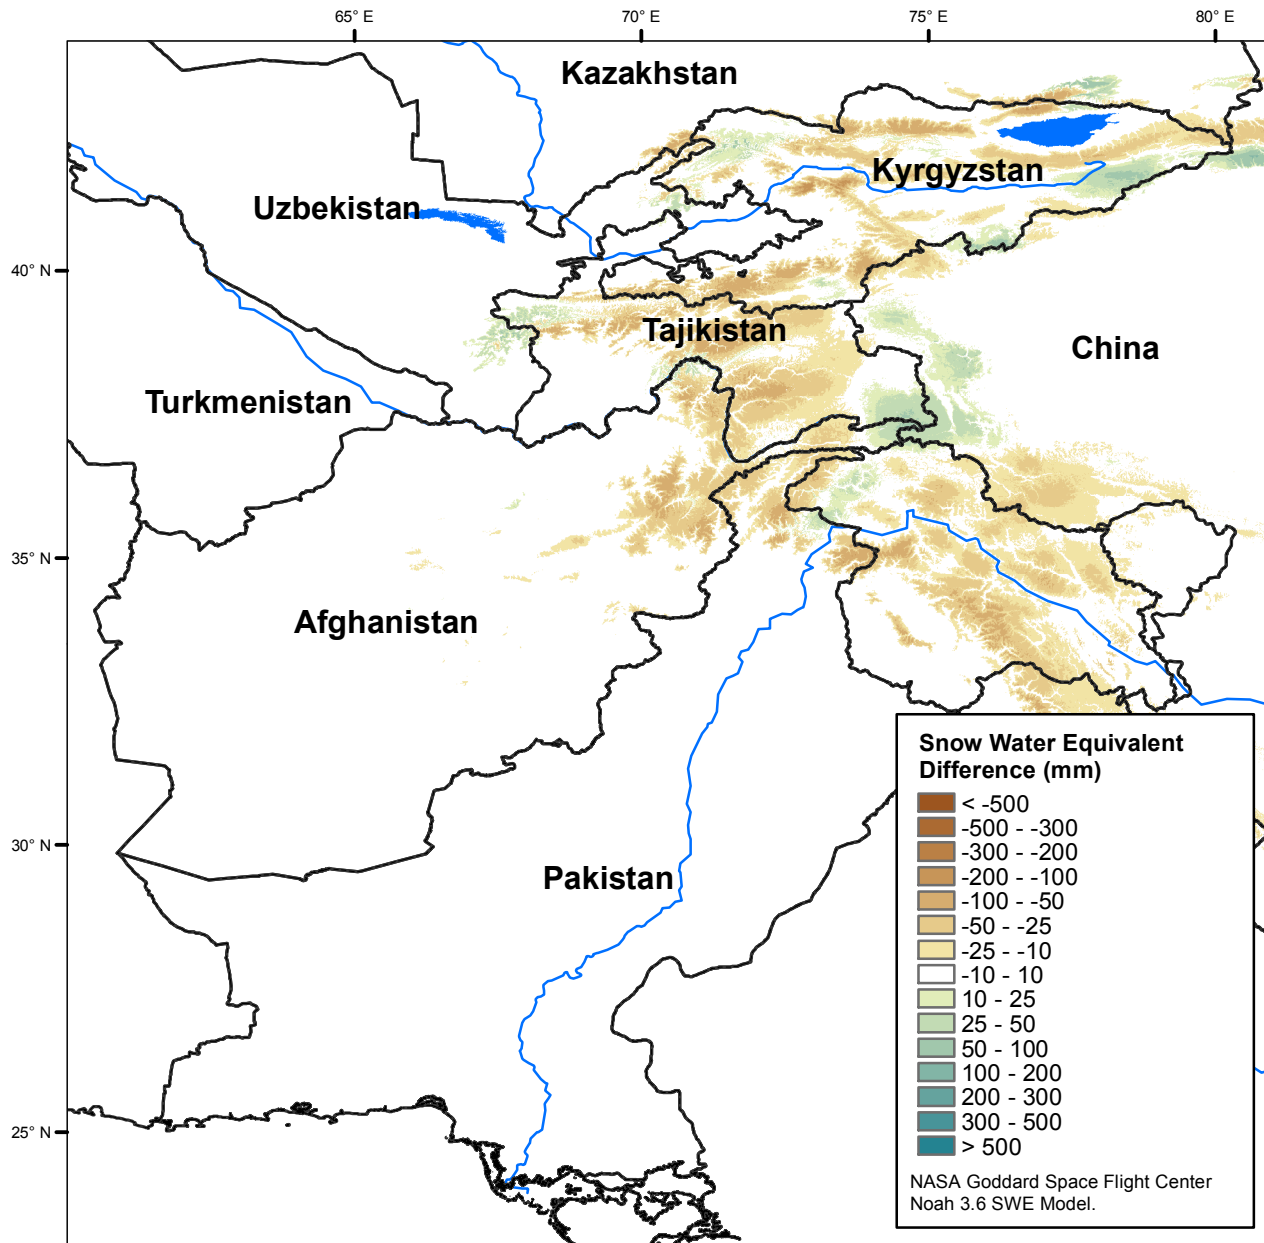 65° E
70° E
75° E
80° E
Kazakhstan
Kyrgyzstan
Uzbekistan
40° N
Tajikistan
China
Turkmenistan
35° N
Afghanistan
Snow Water Equivalent
Difference (mm)
< -500
-500 - -300
-300 - -200
-200 - -100
-100 - -50
-50 - -25
-25 - -10
-10 - 10
10 - 25
25 - 50
50 - 100
100 - 200
200 - 300
300 - 500
> 500
NASA Goddard Space Flight Center
Noah 3.6 SWE Model.
30° N
Pakistan
25° N